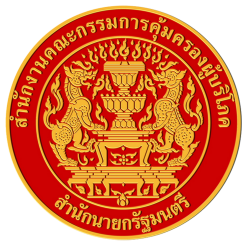 สำนักงานคณะกรรมการคุ้มครองผู้บริโภค
สำนักนายกรัฐมนตรี